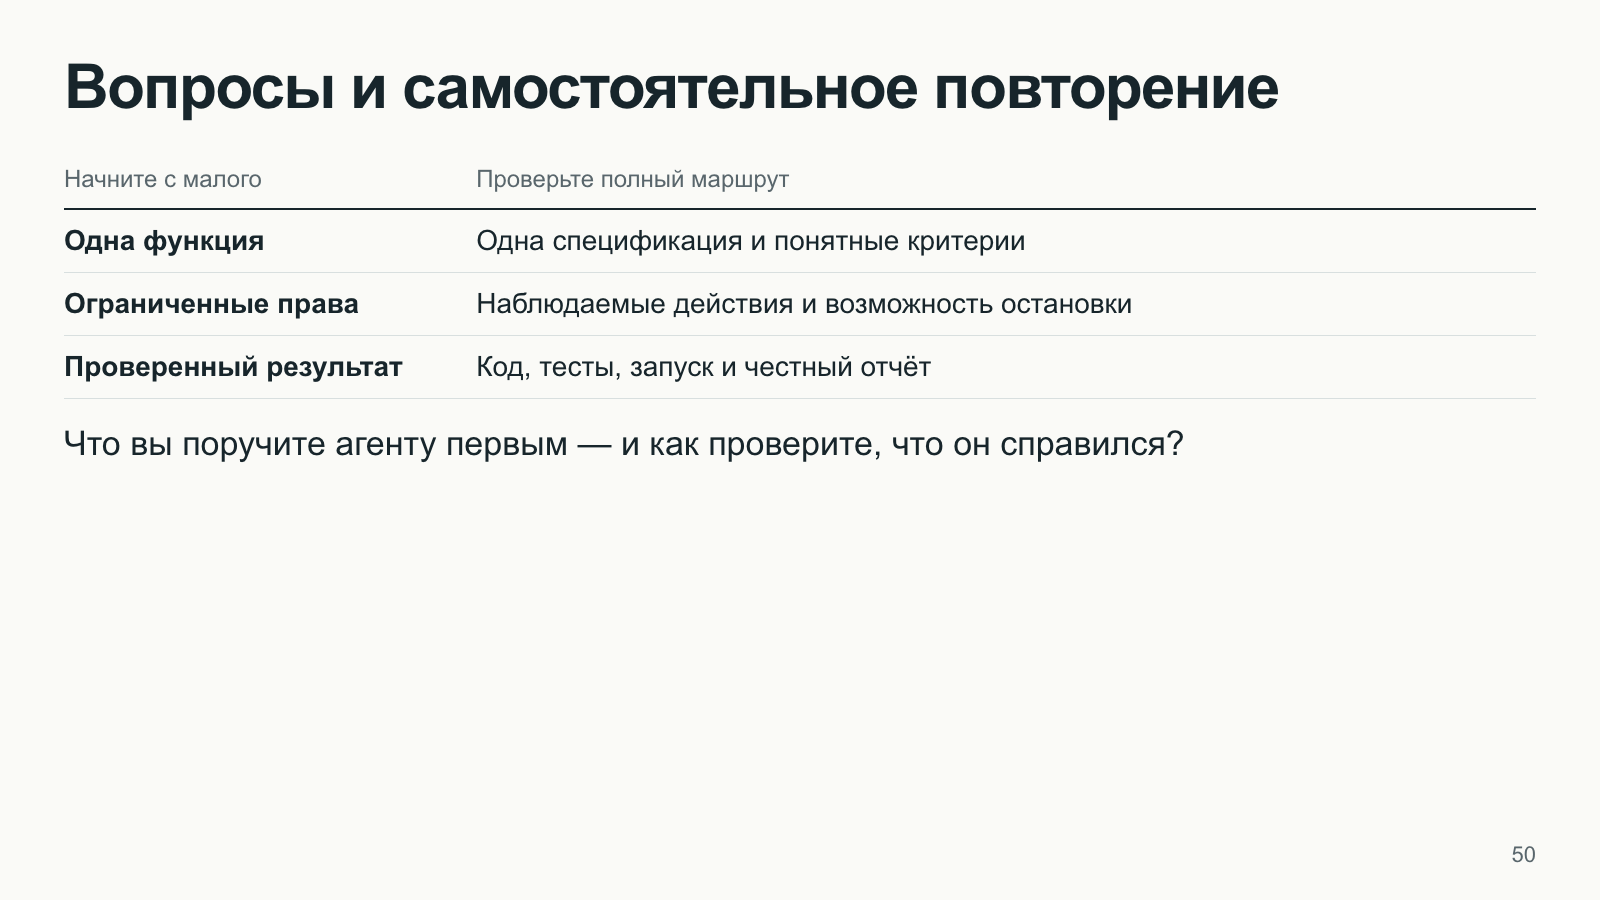 Вопросы и самостоятельное повторение
Начните с малого Проверьте полный маршрут
Одна функция Одна спецификация и понятные критерии
Ограниченные права Наблюдаемые действия и возможность остановки
Проверенный результат Код, тесты, запуск и честный отчёт
Что вы поручите агенту первым — и как проверите, что он справился?
50